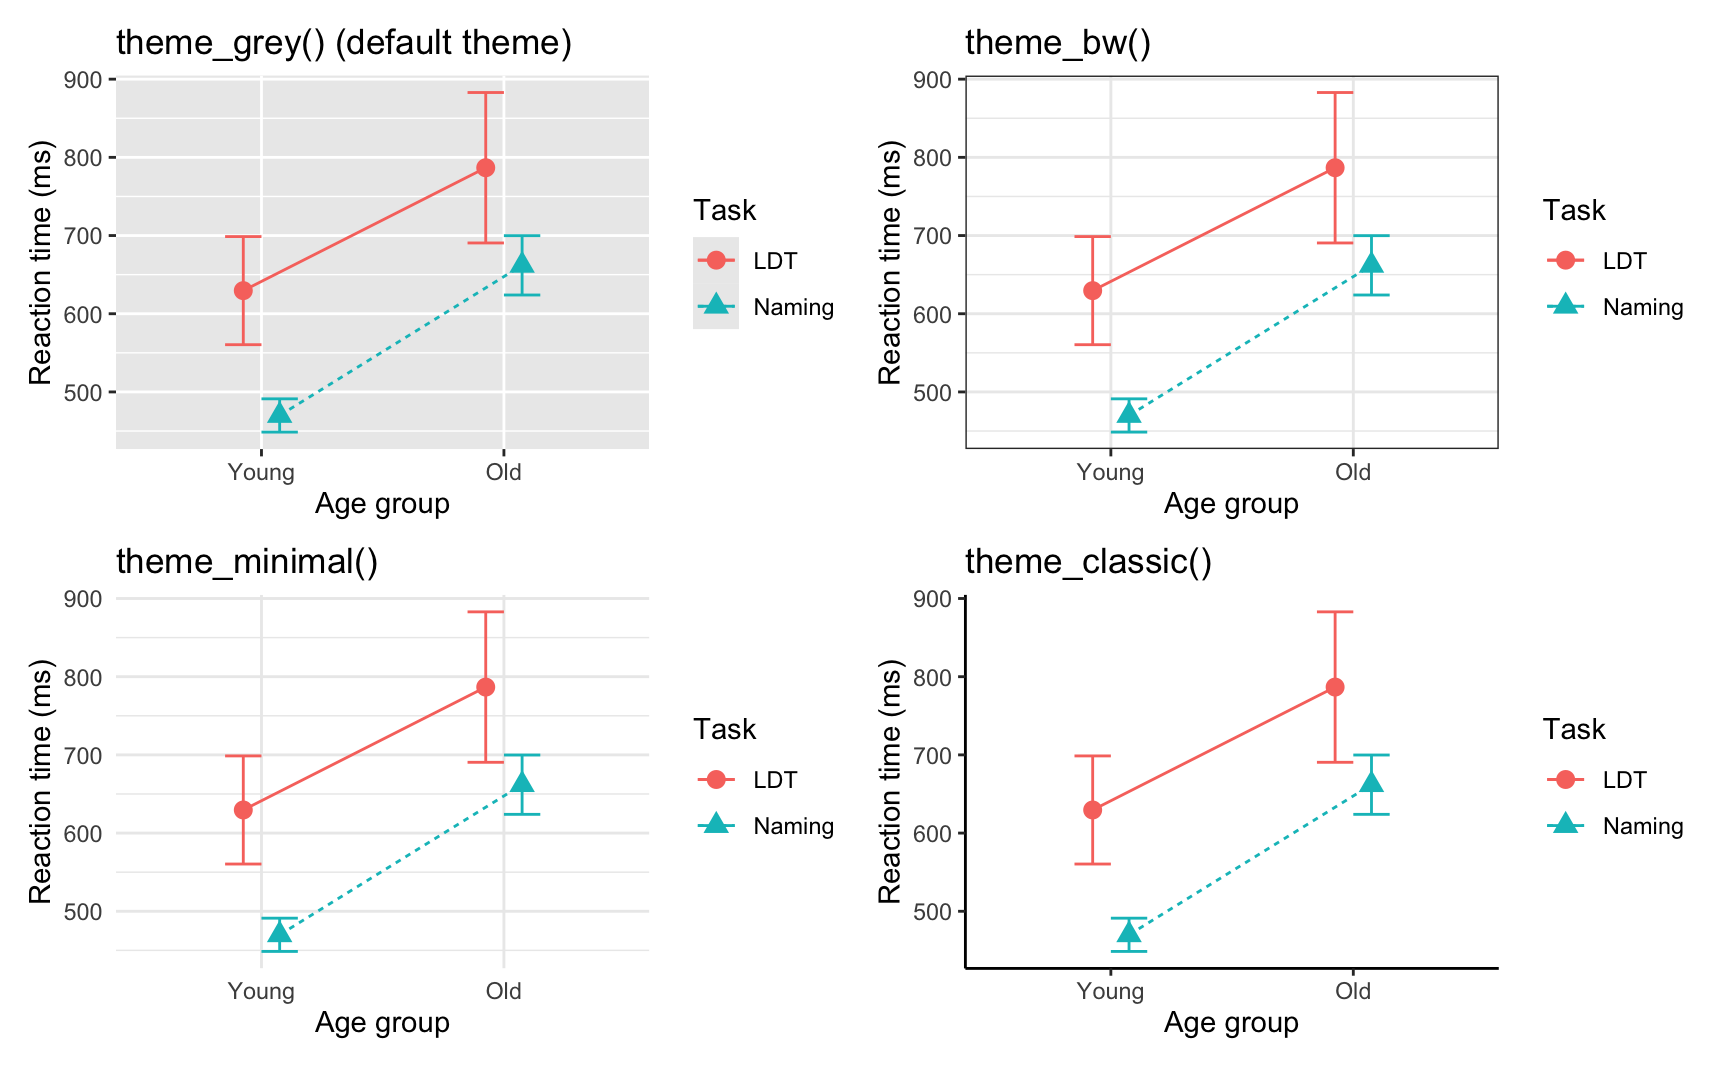 theme_grey() (default theme)
900
800
700
600
500
Reaction time (ms)
Young Old
Age group
Task
LDT
Naming
theme_bw()
900
800
700
600
500
Reaction time (ms)
Young Old
Age group
Task
LDT
Naming
theme_minimal()
900
800
700
600
500
Reaction time (ms)
Young Old
Age group
Task
LDT
Naming
theme_classic()
900
800
700
600
500
Reaction time (ms)
Young Old
Age group
Task
LDT
Naming